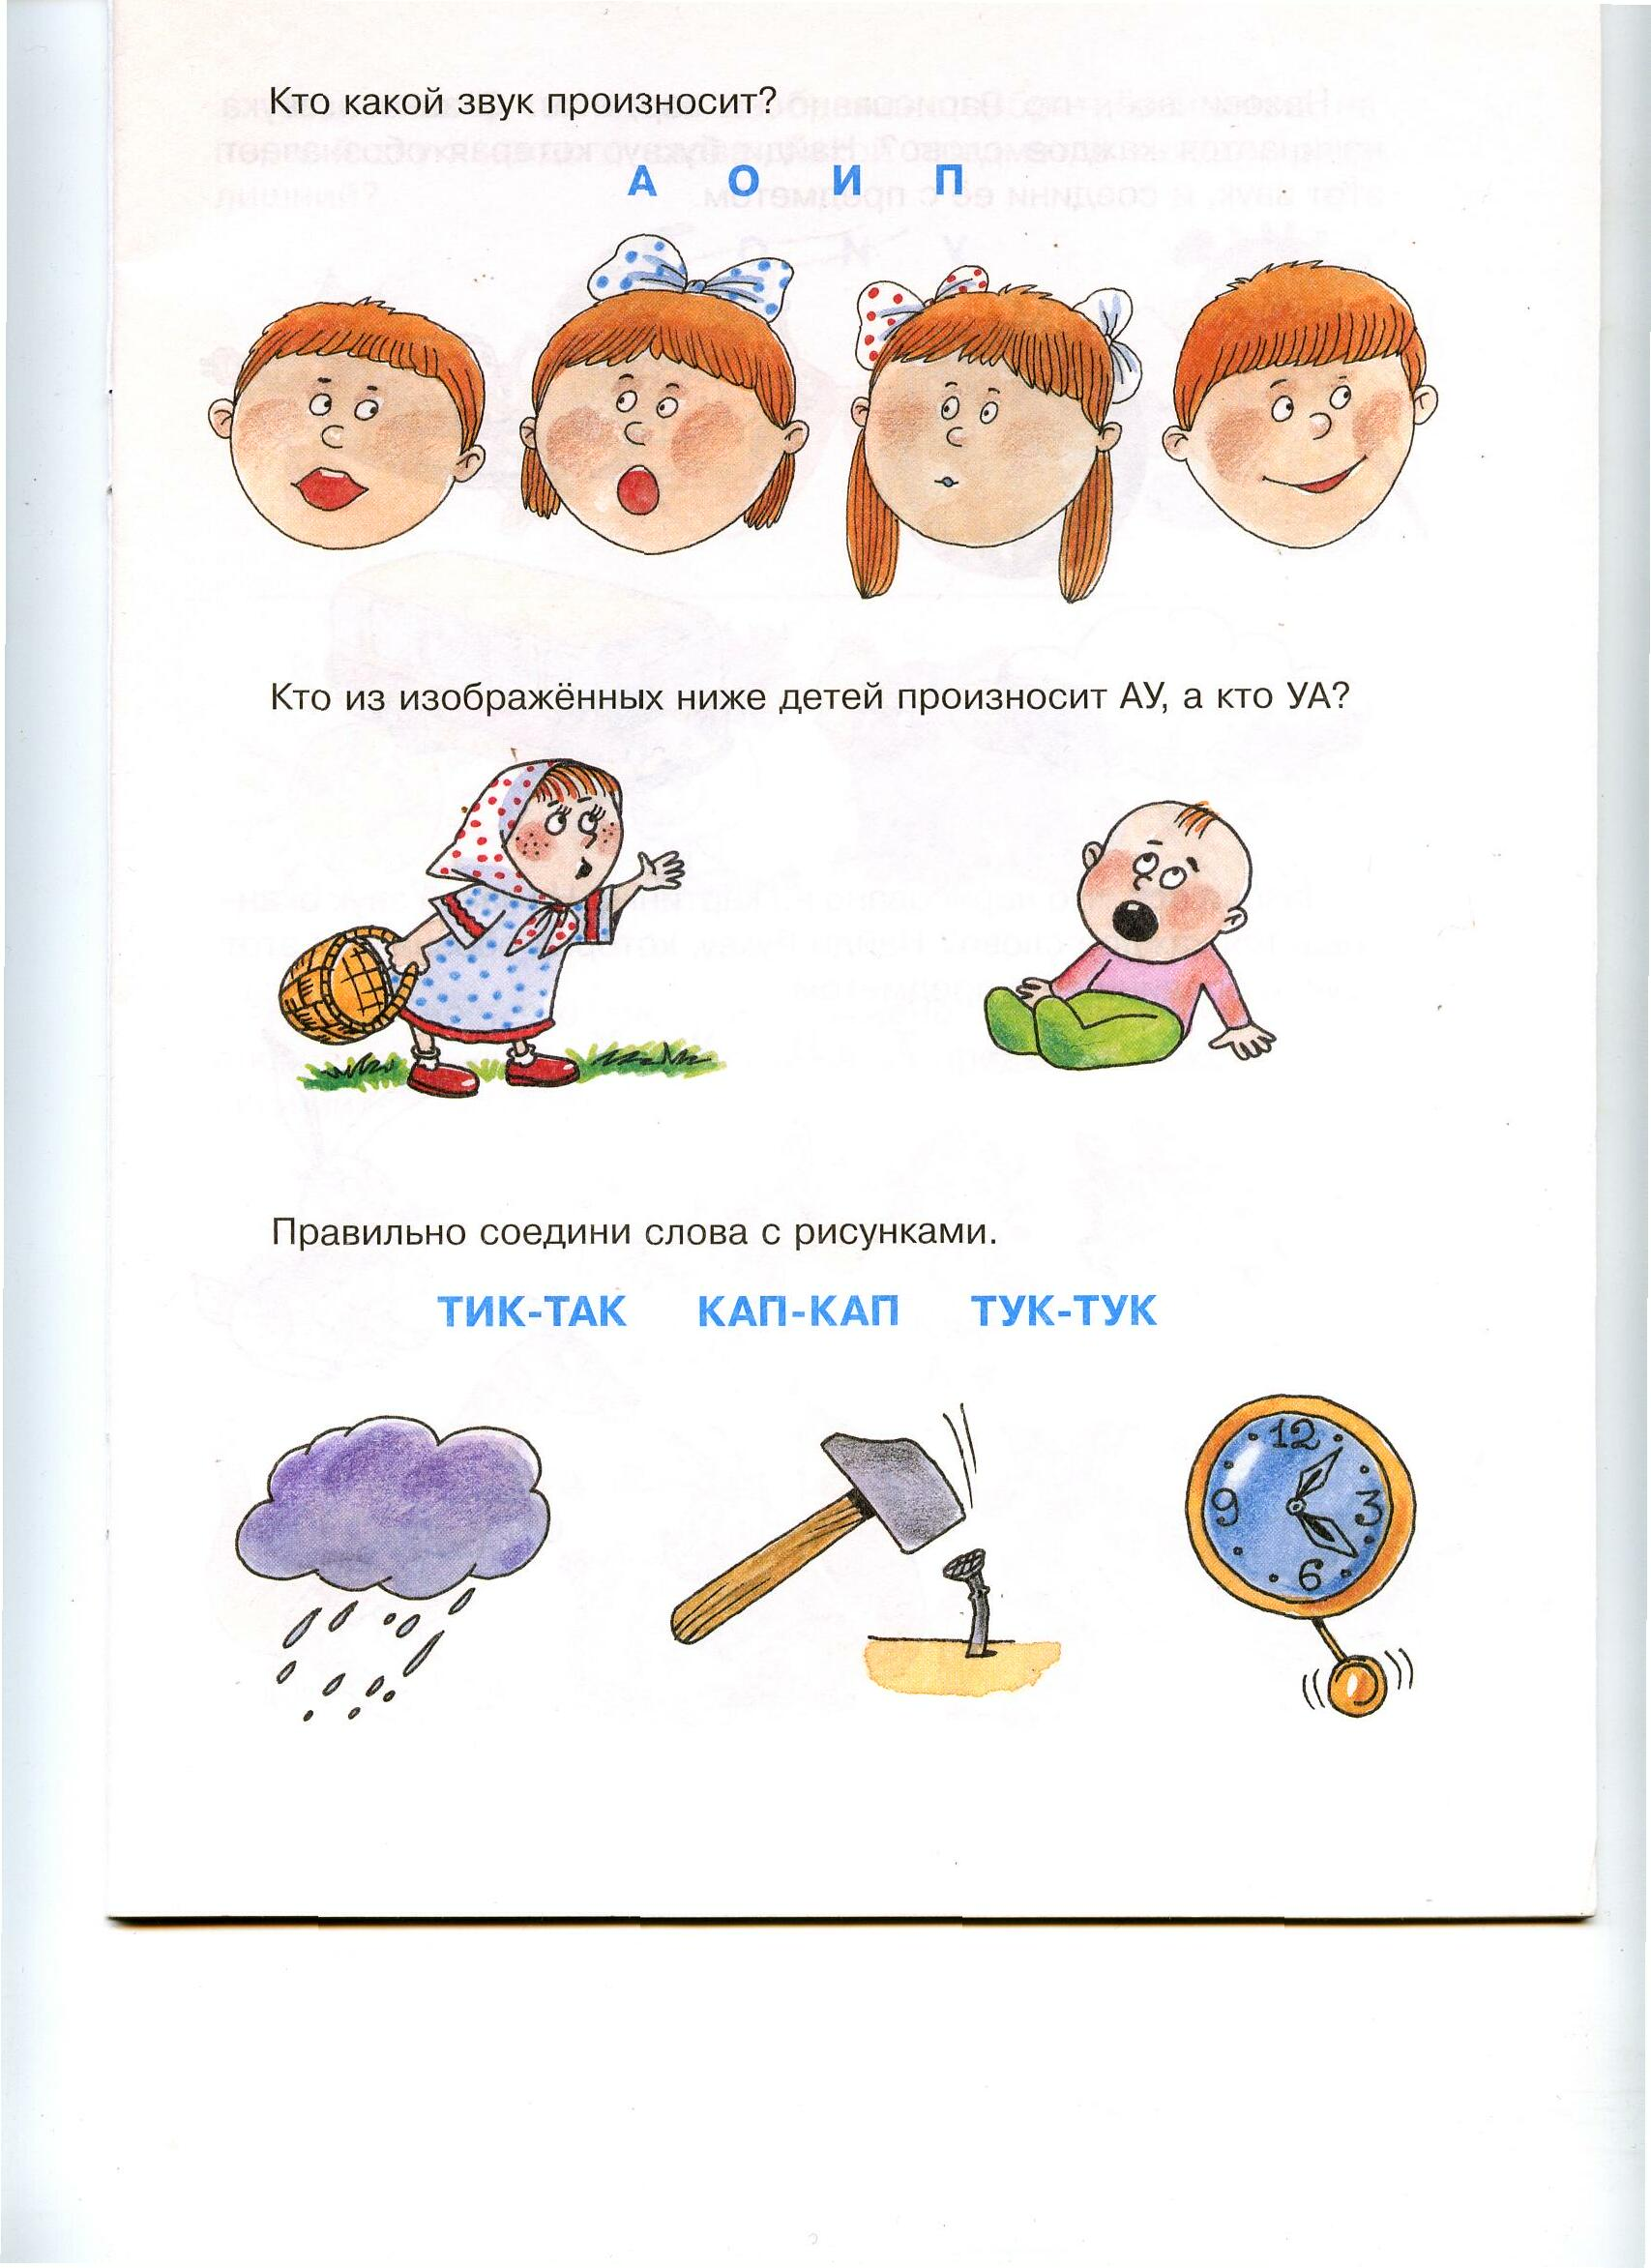 Кто какой звук произносит?
А О И П
Кто из изображённых ниже детей произносит АУ, а кто УА?
Правильно соедини слова с рисунками.
ТИК-ТАК КАП-КАП ТУК-ТУК
12
9 3
6